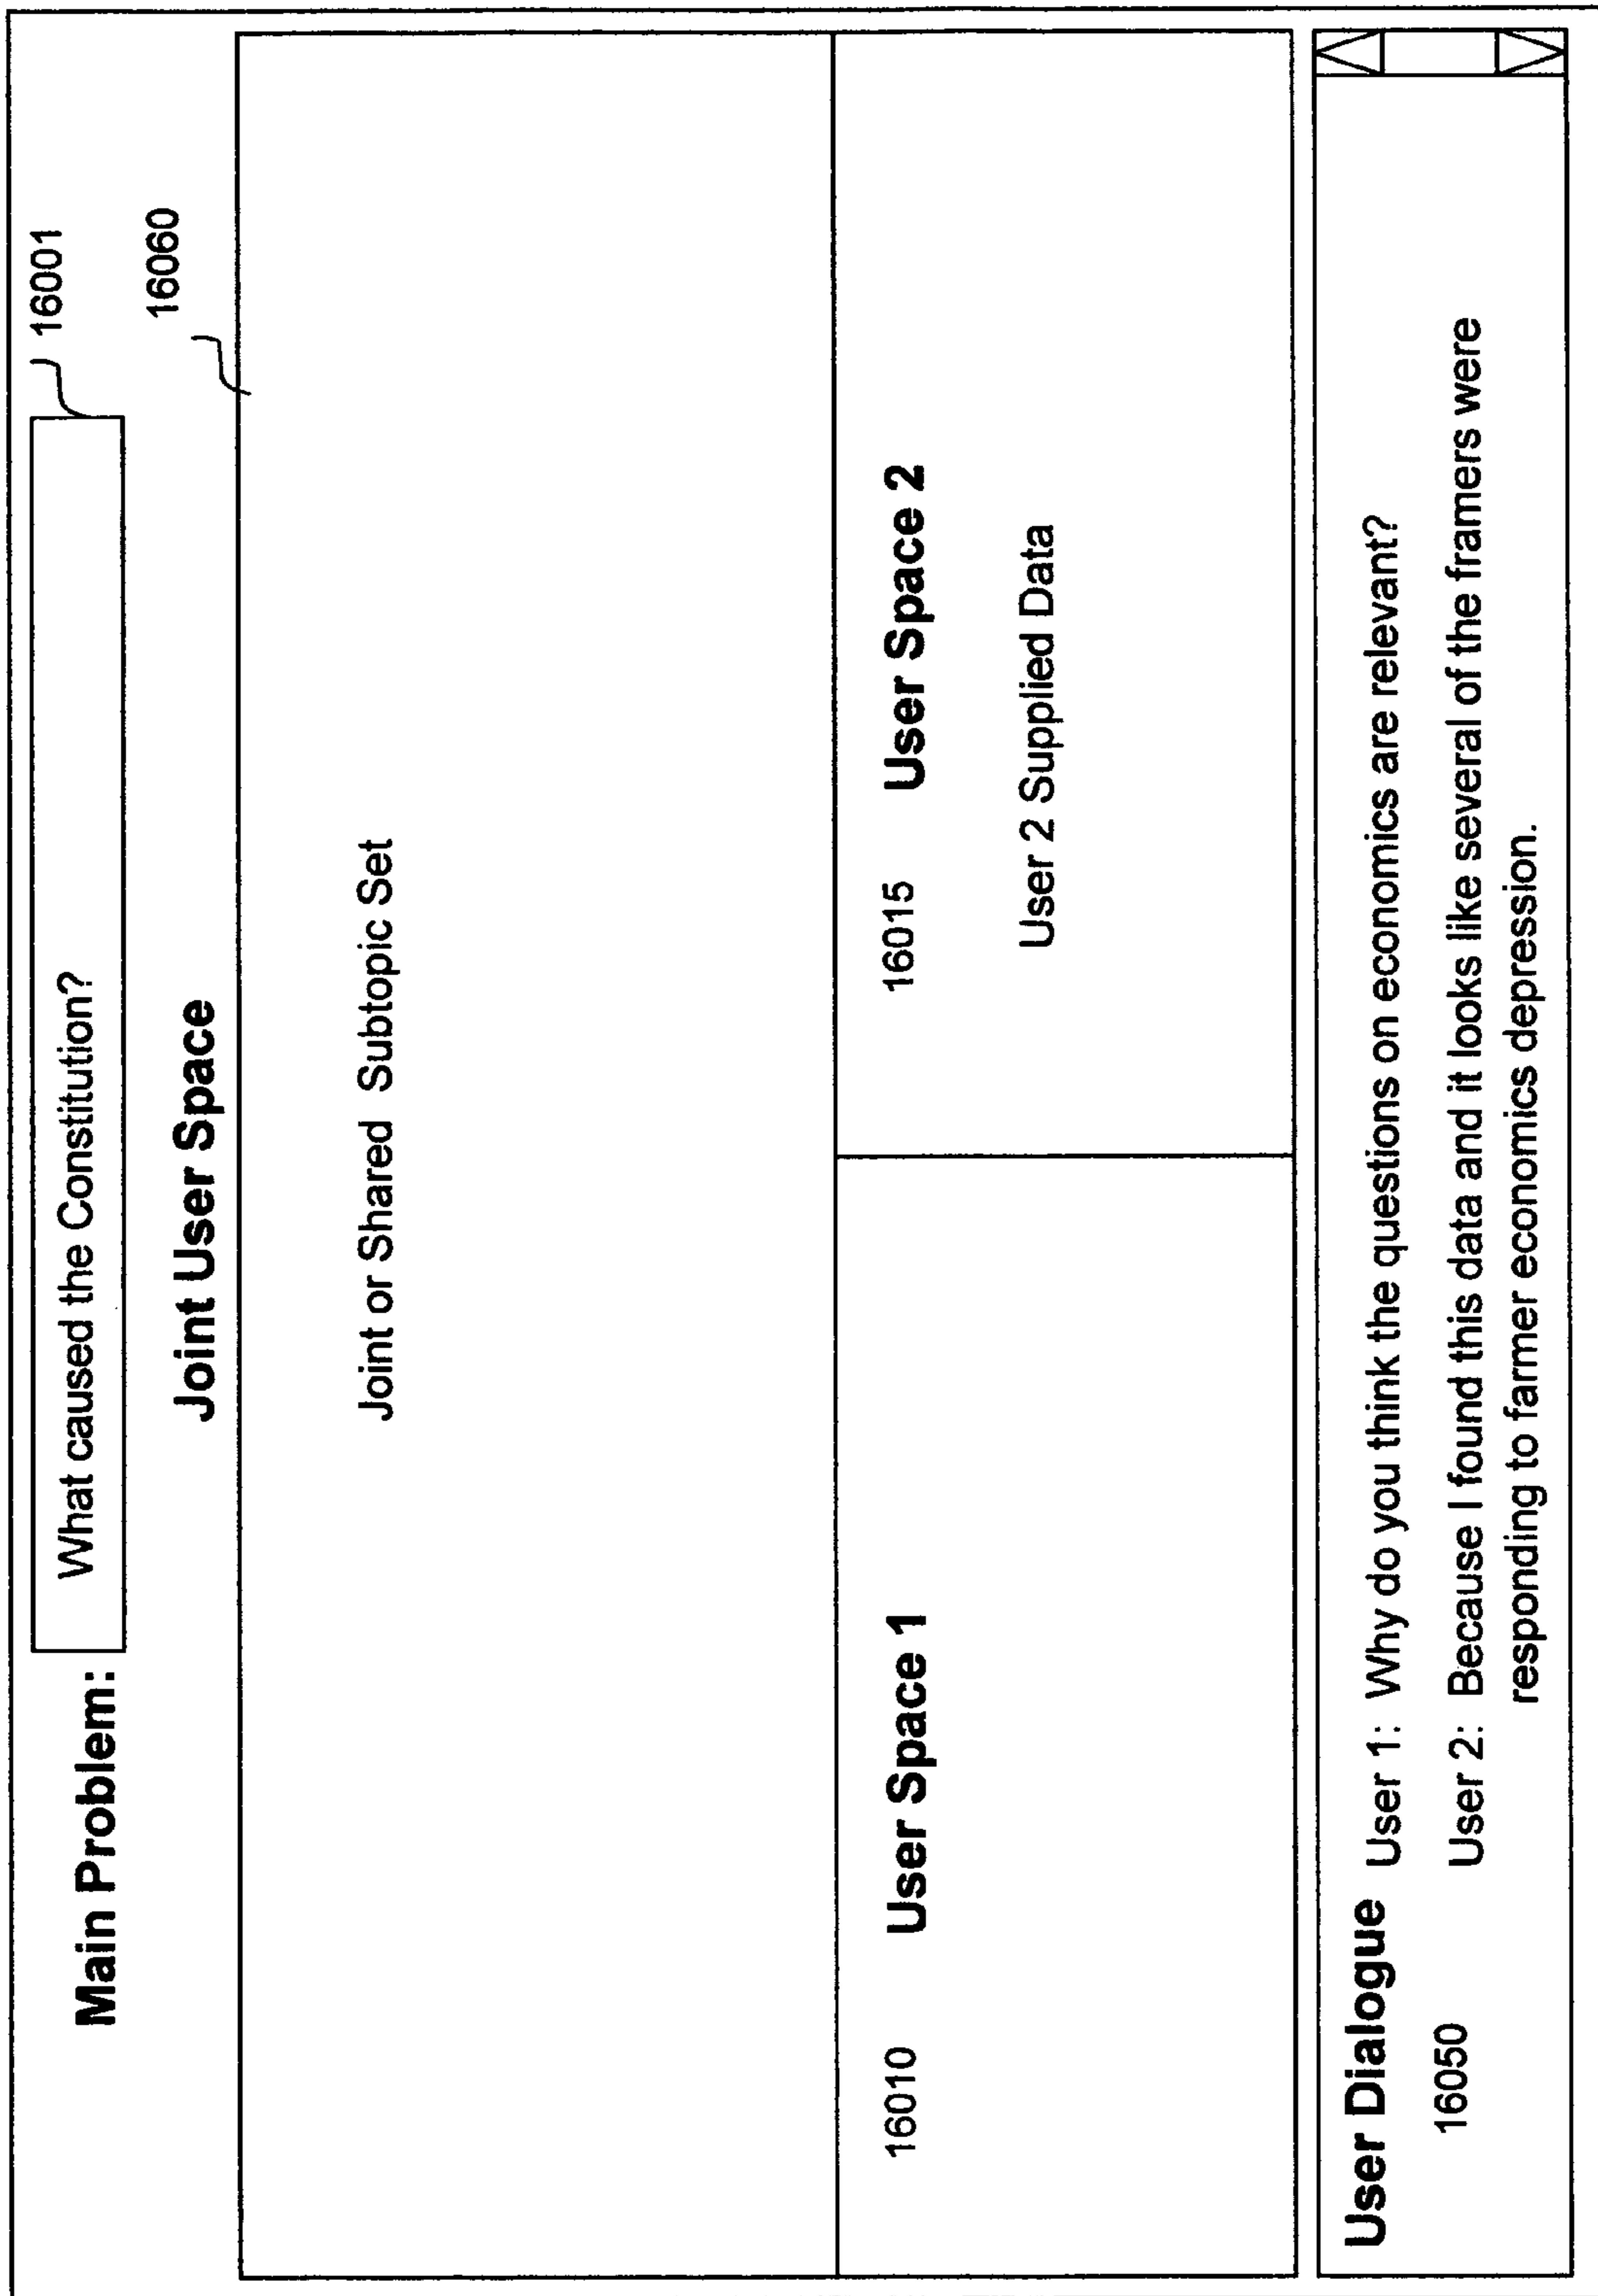 Main Problem: What caused the Constitution? 16001
Joint User Space 16060
Joint or Shared Subtopic Set
16010 User Space 1
16015 User Space 2
User 2 Supplied Data
User Dialogue User 1: Why do you think the questions on economics are relevant?
16050 User 2: Because I found this data and it looks like several of the framers were
responding to farmer economics depression.